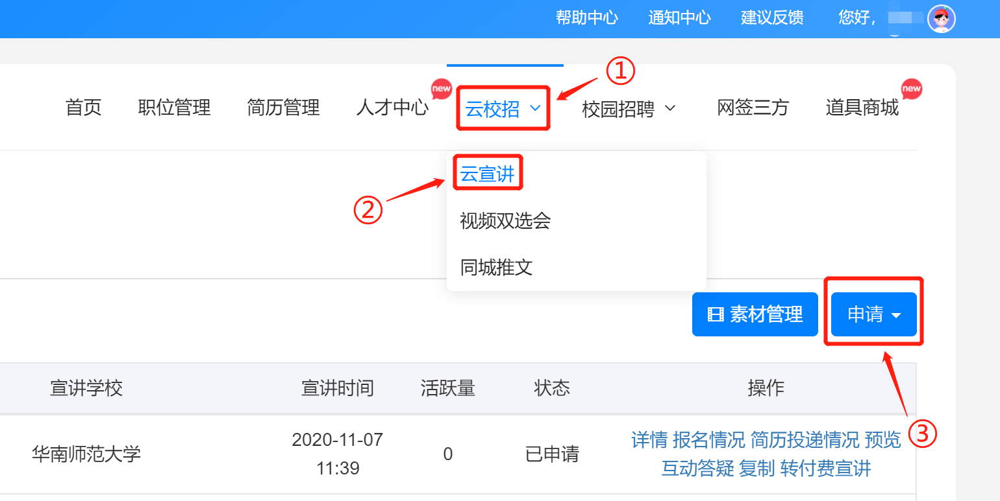 帮助中心 通知中心 建议反馈 您好，
①
首页 职位管理 简历管理 人才中心 new 云校招 校园招聘 网签三方 道具商城 new
云宣讲
②
视频双选会
同城推文
素材管理 申请
宣讲学校 宣讲时间 活跃量 状态 操作
③
华南师范大学 2020-11-07 11:39 0 已申请 详情 报名情况 简历投递情况 预览
互动答疑 复制 转付费宣讲